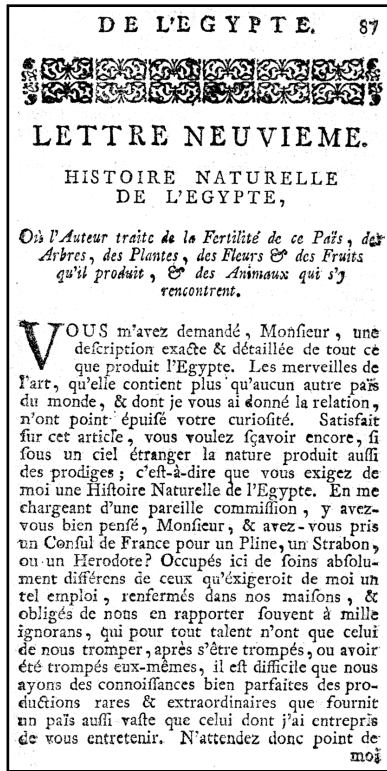 DE L'EGYPTE. 87
LETTRE NEUVIEME.
HISTOIRE NATURELLE
DE L'EGYPTE,
Où l'Auteur traite de la Fertilité de ce Païs, des
Arbres, des Plantes, des Fleurs & des Fruits
qu'il produit, & des Animaux qui s'y
rencontrent.
VOUS m'avez demandé, Monſieur, une
deſcription exacte & détaillée de tout ce
que produit l'Egypte. Les merveilles de
l'art, qu'elle contient plus qu'aucun autre païs
du monde, & dont je vous ai donné la relation,
n'ont point épuiſé votre curioſité. Satisfait
ſur cet article, vous voulez ſçavoir encore, ſi
ſous un ciel étranger la nature produit auſſi
des prodiges; c'eſt-à-dire que vous exigez de
moi une Hiſtoire Naturelle de l'Egypte. En me
chargeant d'une pareille commiſſion, y avez-
vous bien penſé, Monſieur, & avez-vous pris
un Conſul de France pour un Pline, un Strabon,
ou un Herodote? Occupés ici de ſoins abſolu-
ment différens de ceux qu'éxigeroit de moi un
tel emploi, renfermés dans nos maiſons, &
obligés de nous en rapporter ſouvent à mille
ignorans, qui pour tout talent n'ont que celui
de nous tromper, après s'être trompés, ou avoir
été trompés eux-mêmes, il eſt difficile que nous
ayons des connoiſſances bien parfaites des pro-
ductions rares & extraordinaires que fournit
un païs auſſi vaſte que celui dont j'ai entrepris
de vous entretenir. N'attendez donc point de
moi